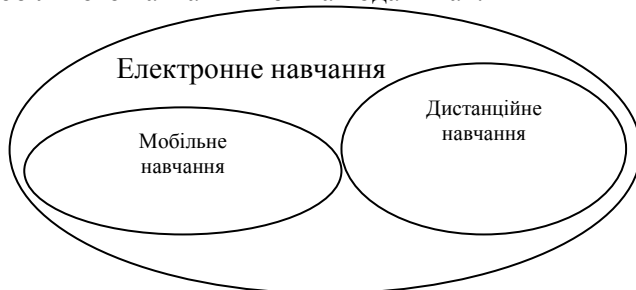 Електронне навчання
Дистанційне
навчання
Мобільне
навчання